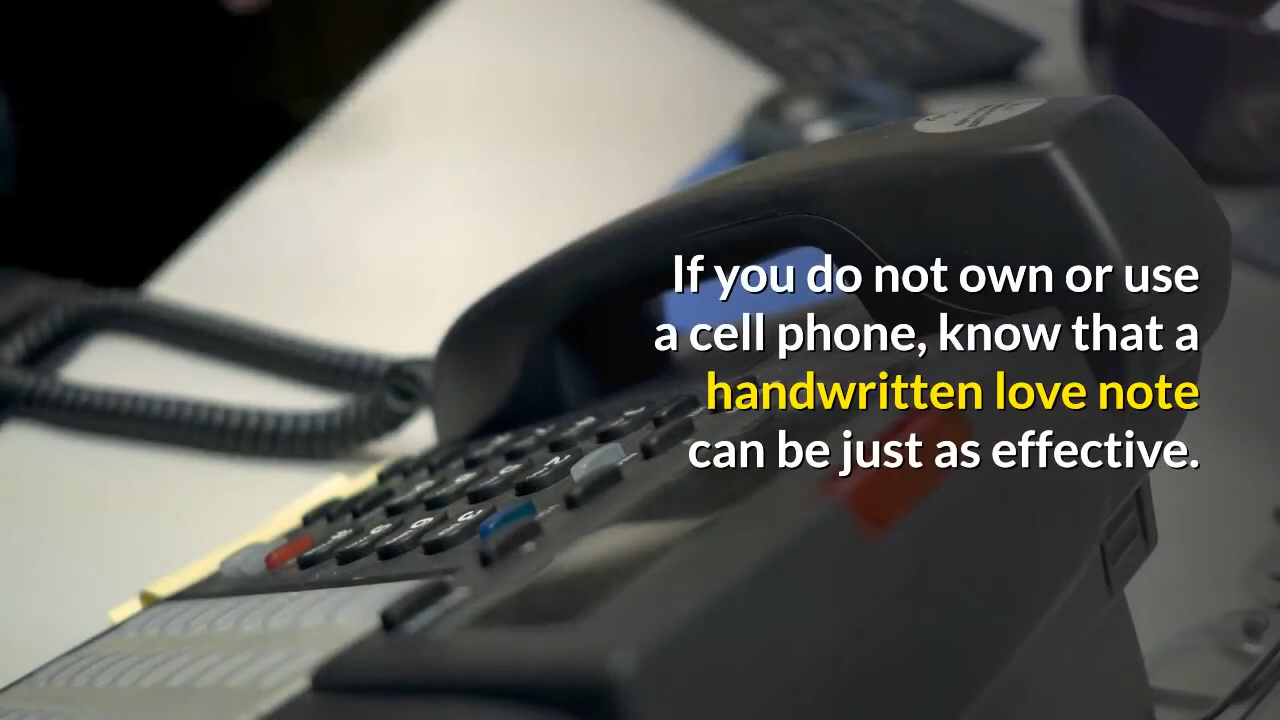 If you do not own or use
a cell phone, know that a
handwritten love note
can be just as effective.